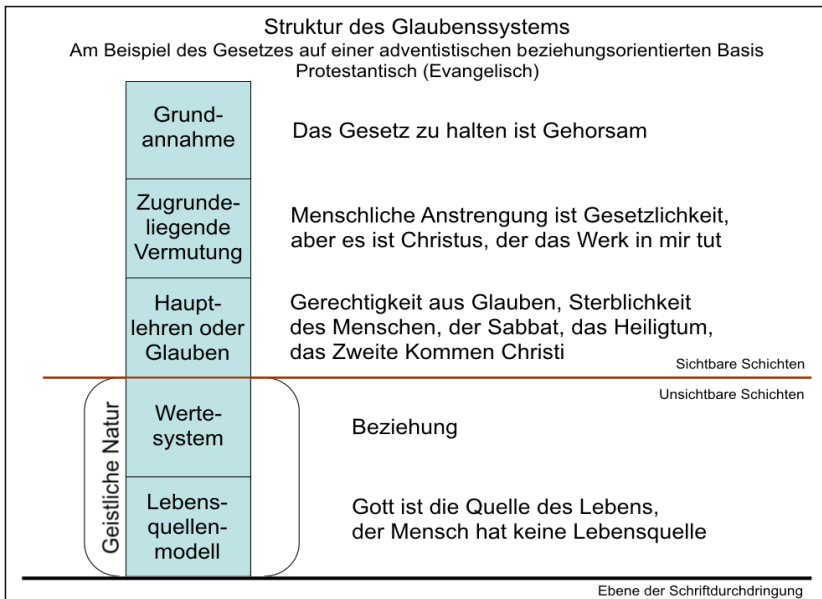 Struktur des Glaubenssystems
Am Beispiel des Gesetzes auf einer adventistischen beziehungsorientierten Basis
Protestantisch (Evangelisch)
Grund-
annahme
Das Gesetz zu halten ist Gehorsam
Zugrunde-
liegende
Vermutung
Menschliche Anstrengung ist Gesetzlichkeit,
aber es ist Christus, der das Werk in mir tut
Haupt-
lehren oder
Glauben
Gerechtigkeit aus Glauben, Sterblichkeit
des Menschen, der Sabbat, das Heiligtum,
das Zweite Kommen Christi
Sichtbare Schichten
Unsichtbare Schichten
Geistliche Natur
Werte-
system
Beziehung
Lebens-
quellen-
modell
Gott ist die Quelle des Lebens,
der Mensch hat keine Lebensquelle
Ebene der Schriftdurchdringung